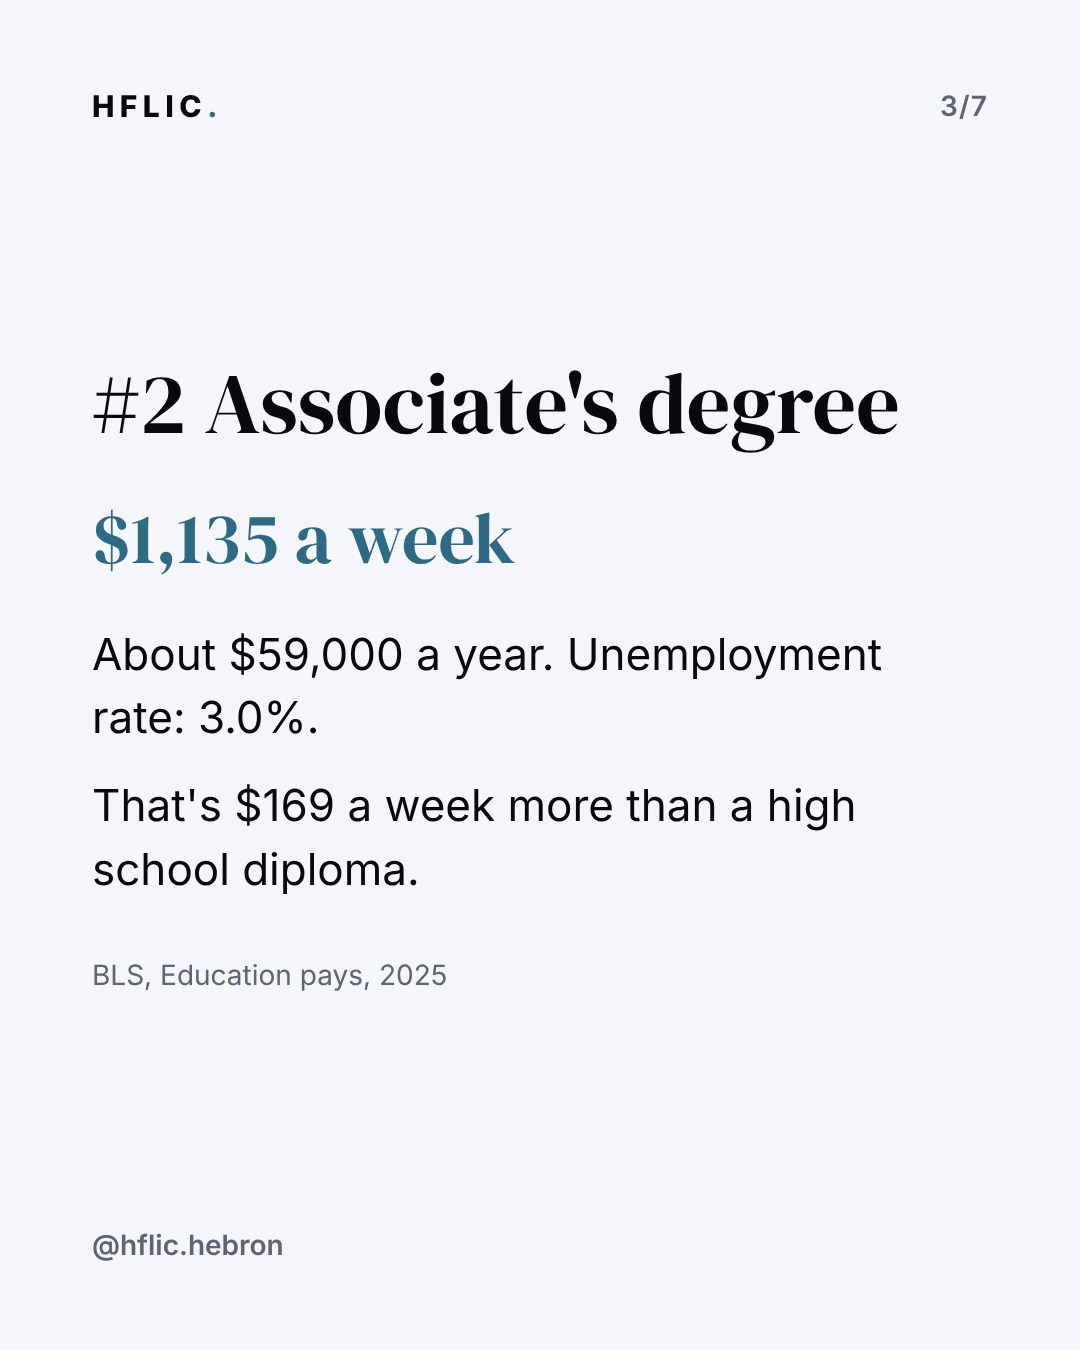 HFLIC.
3/7
#2 Associate's degree
$1,135 a week
About $59,000 a year. Unemployment
rate: 3.0%.
That's $169 a week more than a high
school diploma.
BLS, Education pays, 2025
@hflic.hebron